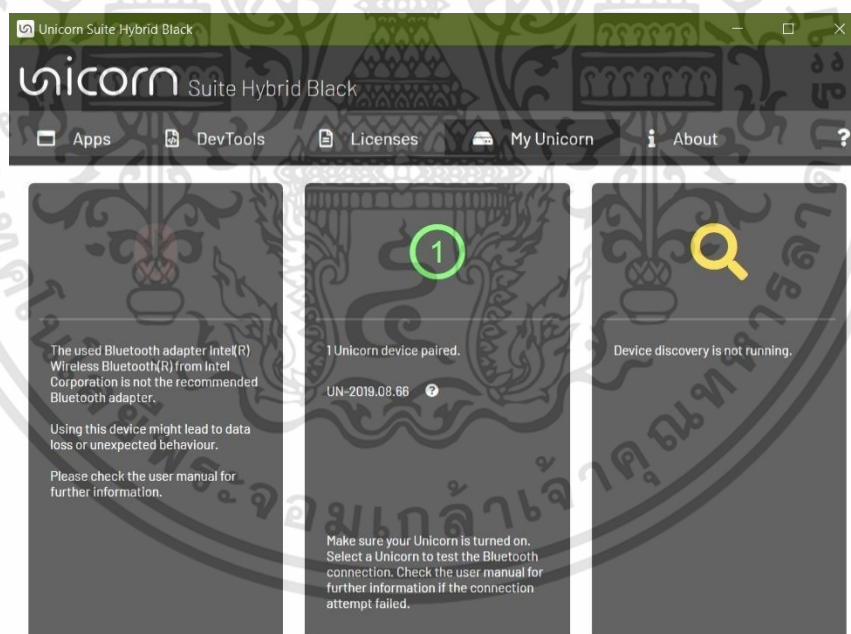 Unicorn Suite Hybrid Black
unicorn Suite Hybrid Black
Apps DevTools Licenses My Unicorn About ?
The used Bluetooth adapter Intel(R)
Wireless Bluetooth(R) from Intel
Corporation is not the recommended
Bluetooth adapter.
Using this device might lead to data
loss or unexpected behaviour.
Please check the user manual for
further information.
1
1 Unicorn device paired.
UN-2019.08.66 ?
Make sure your Unicorn is turned on.
Select a Unicorn to test the Bluetooth
connection. Check the user manual for
further information if the connection
attempt failed.
Device discovery is not running.